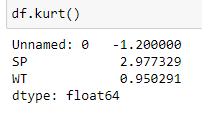 df.kurt()
Unnamed: 0   -1.200000
SP            2.977329
WT            0.950291
dtype: float64